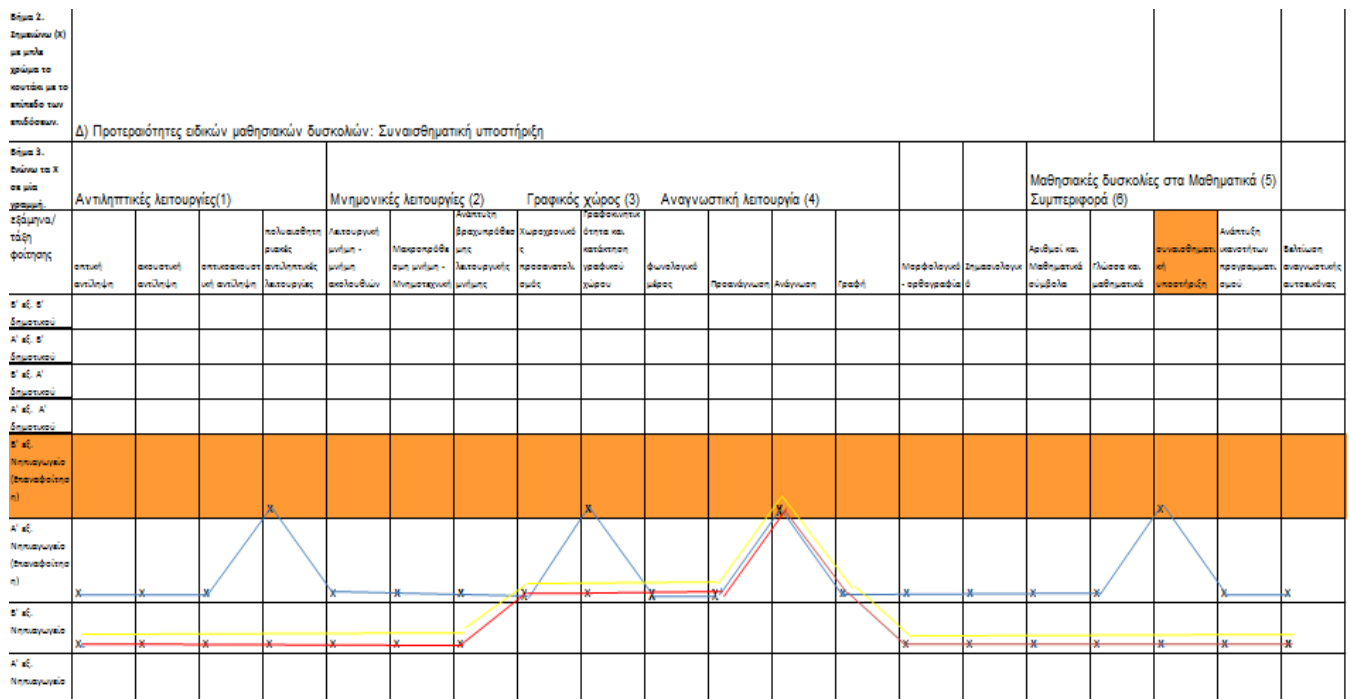 Βήμα 2.
Σημειώνω (Χ)
με μπλε
χρώμα το
κουτάκι με το
επίπεδο των
επιδόσεων.
Δ) Προτεραιότητες ειδικών μαθησιακών δυσκολιών: Συναισθηματική υποστήριξη
Βήμα 3.
Ενώνω τα Χ
σε μία
γραμμή.
Αντιληπτικές λειτουργίες(1)
Μνημονικές λειτουργίες (2)
Γραφικός χώρος (3)
Αναγνωστική λειτουργία (4)
Μαθησιακές δυσκολίες στα Μαθηματικά (5)
Συμπεριφορά (6)
εξάμηνα/
τάξη
φοίτησης
οπτική
αντίληψη
ακουστική
αντίληψη
οπτικοακουστ
ική αντίληψη
πολυαισθητη
ριακές
αντιληπτικές
λειτουργίες
Λειτουργική
μνήμη -
μνήμη
ακολουθιών
Μακροπρόθε
σμη μνήμη -
Μνημοτεχνική
Ανάπτυξη
βραχυπρόθεσ
μης
λειτουργικής
μνήμης
Χωροχρονικό
ς
προσανατολι
σμός
Γραφοκινητικ
ότητα και
κατάκτηση
γραφικού
χώρου
φωνολογικό
μέρος
Προανάγνωση
Ανάγνωση
Γραφή
Μορφολογικό
- ορθογραφία
Σημασιολογικ
ό
Αριθμοί και
Μαθηματικά
σύμβολα
Γλώσσα και
μαθηματικά
συναισθηματι
κή
υποστήριξη
Ανάπτυξη
ικανοτήτων
προγραμματι
σμού
Βελτίωση
αναγνωστικής
αυτοεικόνας
Β' εξ. Β'
δημοτικού
Α' εξ. Β'
δημοτικού
Β' εξ. Α'
δημοτικού
Α' εξ. Α'
δημοτικού
Β' εξ.
Νηπιαγωγείο
(Επαναφοίτησ
η)
X X X X
Α' εξ.
Νηπιαγωγείο
(Επαναφοίτησ
η)
X X X X X X X X X X X X X X X X X
Β' εξ.
Νηπιαγωγείο
X X X X X X X X X X X X X X
Α' εξ.
Νηπιαγωγείο